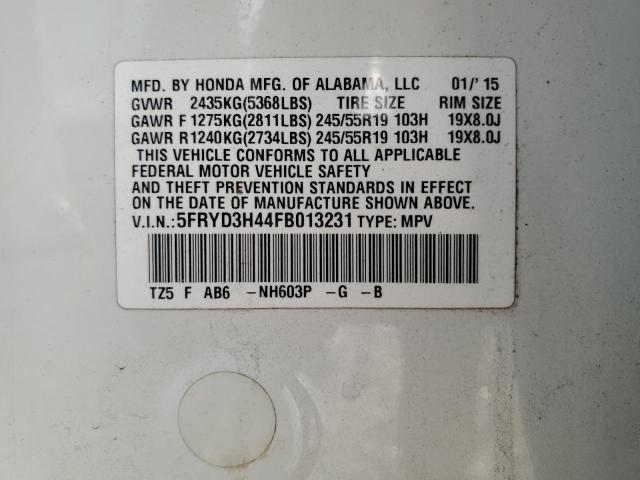 MFD. BY HONDA MFG. OF ALABAMA, LLC 01/'15
GVWR 2435KG(5368LBS) TIRE SIZE RIM SIZE
GAWR F 1275KG(2811LBS) 245/55R19 103H 19X8.0J
GAWR R 1240KG(2734LBS) 245/55R19 103H 19X8.0J
THIS VEHICLE CONFORMS TO ALL APPLICABLE
FEDERAL MOTOR VEHICLE SAFETY
AND THEFT PREVENTION STANDARDS IN EFFECT
ON THE DATE OF MANUFACTURE SHOWN ABOVE.
V.I.N.:5FRYD3H44FB013231 TYPE: MPV
TZ5 F AB6 -NH603P -G -B